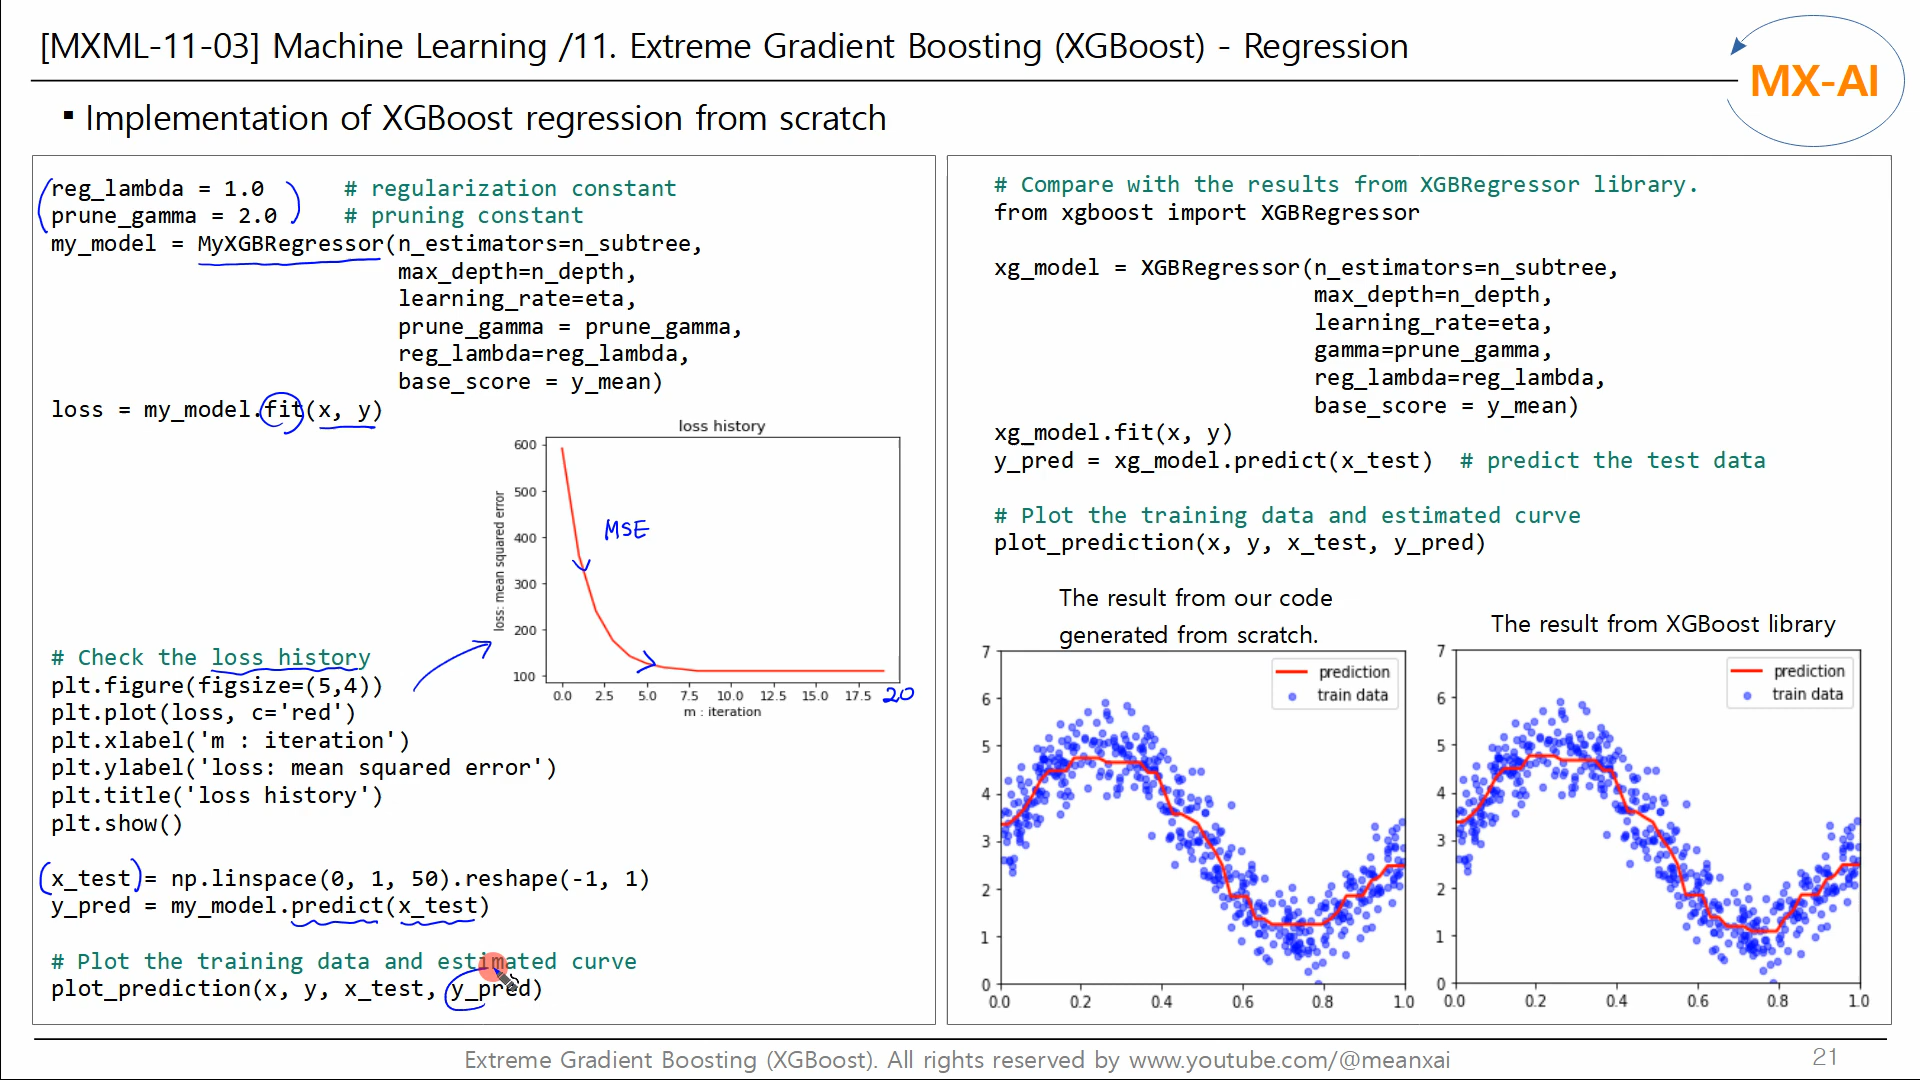 [MXML-11-03] Machine Learning /11. Extreme Gradient Boosting (XGBoost) - Regression
MX-AI
▪ Implementation of XGBoost regression from scratch
reg_lambda = 1.0 # regularization constant
prune_gamma = 2.0 # pruning constant
my_model = MyXGBRegressor(n_estimators=n_subtree,
max_depth=n_depth,
learning_rate=eta,
prune_gamma = prune_gamma,
reg_lambda=reg_lambda,
base_score = y_mean)
loss = my_model.fit(x, y)
loss history
600
500
400
300
200
100
loss: mean squared error
MSE
0.0 2.5 5.0 7.5 10.0 12.5 15.0 17.5 20
m : iteration
# Check the loss history
plt.figure(figsize=(5,4))
plt.plot(loss, c='red')
plt.xlabel('m : iteration')
plt.ylabel('loss: mean squared error')
plt.title('loss history')
plt.show()
x_test = np.linspace(0, 1, 50).reshape(-1, 1)
y_pred = my_model.predict(x_test)
# Plot the training data and estimated curve
plot_prediction(x, y, x_test, y_pred)
# Compare with the results from XGBRegressor library.
from xgboost import XGBRegressor
xg_model = XGBRegressor(n_estimators=n_subtree,
max_depth=n_depth,
learning_rate=eta,
gamma=prune_gamma,
reg_lambda=reg_lambda,
base_score = y_mean)
xg_model.fit(x, y)
y_pred = xg_model.predict(x_test) # predict the test data
# Plot the training data and estimated curve
plot_prediction(x, y, x_test, y_pred)
The result from our code
generated from scratch.
7
6
5
4
3
2
1
0
prediction
train data
0.0 0.2 0.4 0.6 0.8 1.0
The result from XGBoost library
7
6
5
4
3
2
1
0
prediction
train data
0.0 0.2 0.4 0.6 0.8 1.0
Extreme Gradient Boosting (XGBoost). All rights reserved by www.youtube.com/@meanxai
21